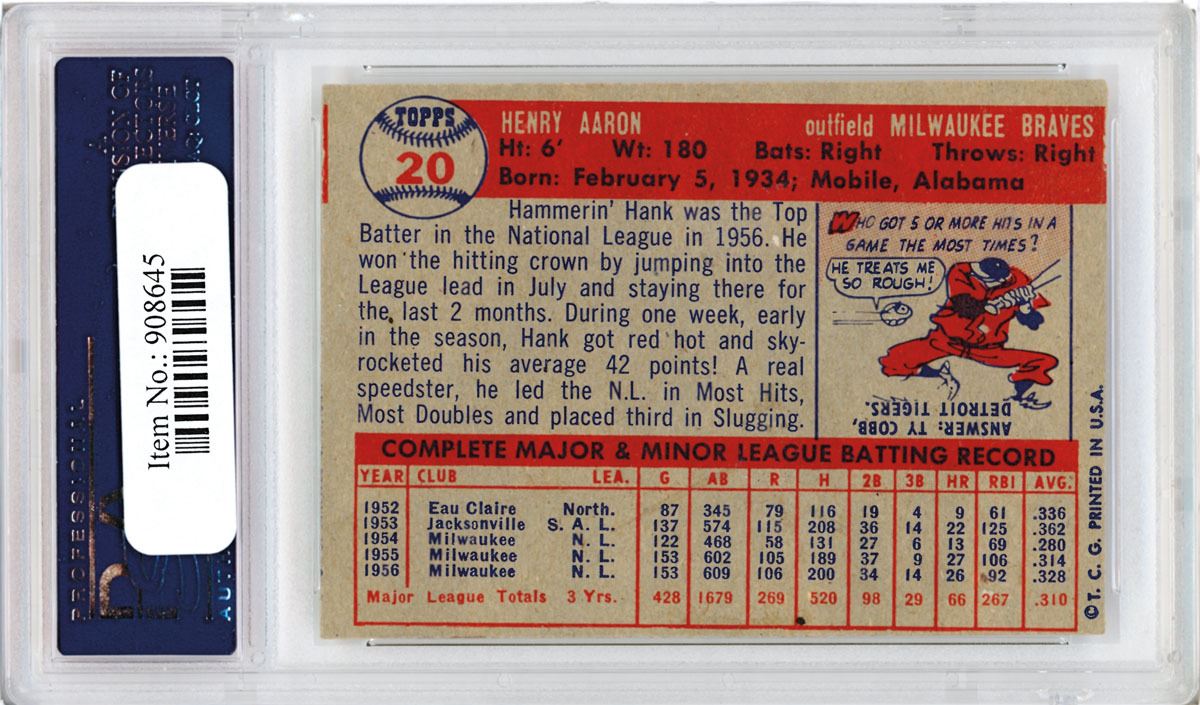 TOPPS
20
HENRY AARON outfield MILWAUKEE BRAVES
Ht: 6' Wt: 180 Bats: Right Throws: Right
Born: February 5, 1934; Mobile, Alabama
Hammerin' Hank was the Top
Batter in the National League in 1956. He
won the hitting crown by jumping into the
League lead in July and staying there for
the last 2 months. During one week, early
in the season, Hank got red hot and sky-
rocketed his average 42 points! A real
speedster, he led the N.L. in Most Hits,
Most Doubles and placed third in Slugging.
WHO GOT 5 OR MORE HITS IN A
GAME THE MOST TIMES?
HE TREATS ME
SO ROUGH!
ANSWER: TY COBB,
DETROIT TIGERS.
COMPLETE MAJOR & MINOR LEAGUE BATTING RECORD
YEAR CLUB LEA. G AB R H 2B 3B HR RBI AVG.
1952 Eau Claire North. 87 345 79 116 19 4 9 61 .336
1953 Jacksonville S. A. L. 137 574 115 208 36 14 22 125 .362
1954 Milwaukee N. L. 122 468 58 131 27 6 13 69 .280
1955 Milwaukee N. L. 153 602 105 189 37 9 27 106 .314
1956 Milwaukee N. L. 153 609 106 200 34 14 26 92 .328
Major League Totals 3 Yrs. 428 1679 269 520 98 29 66 267 .310
© T. C. G. PRINTED IN U.S.A.
Item No.: 908645
PROFESSIONAL
DIVISION OF